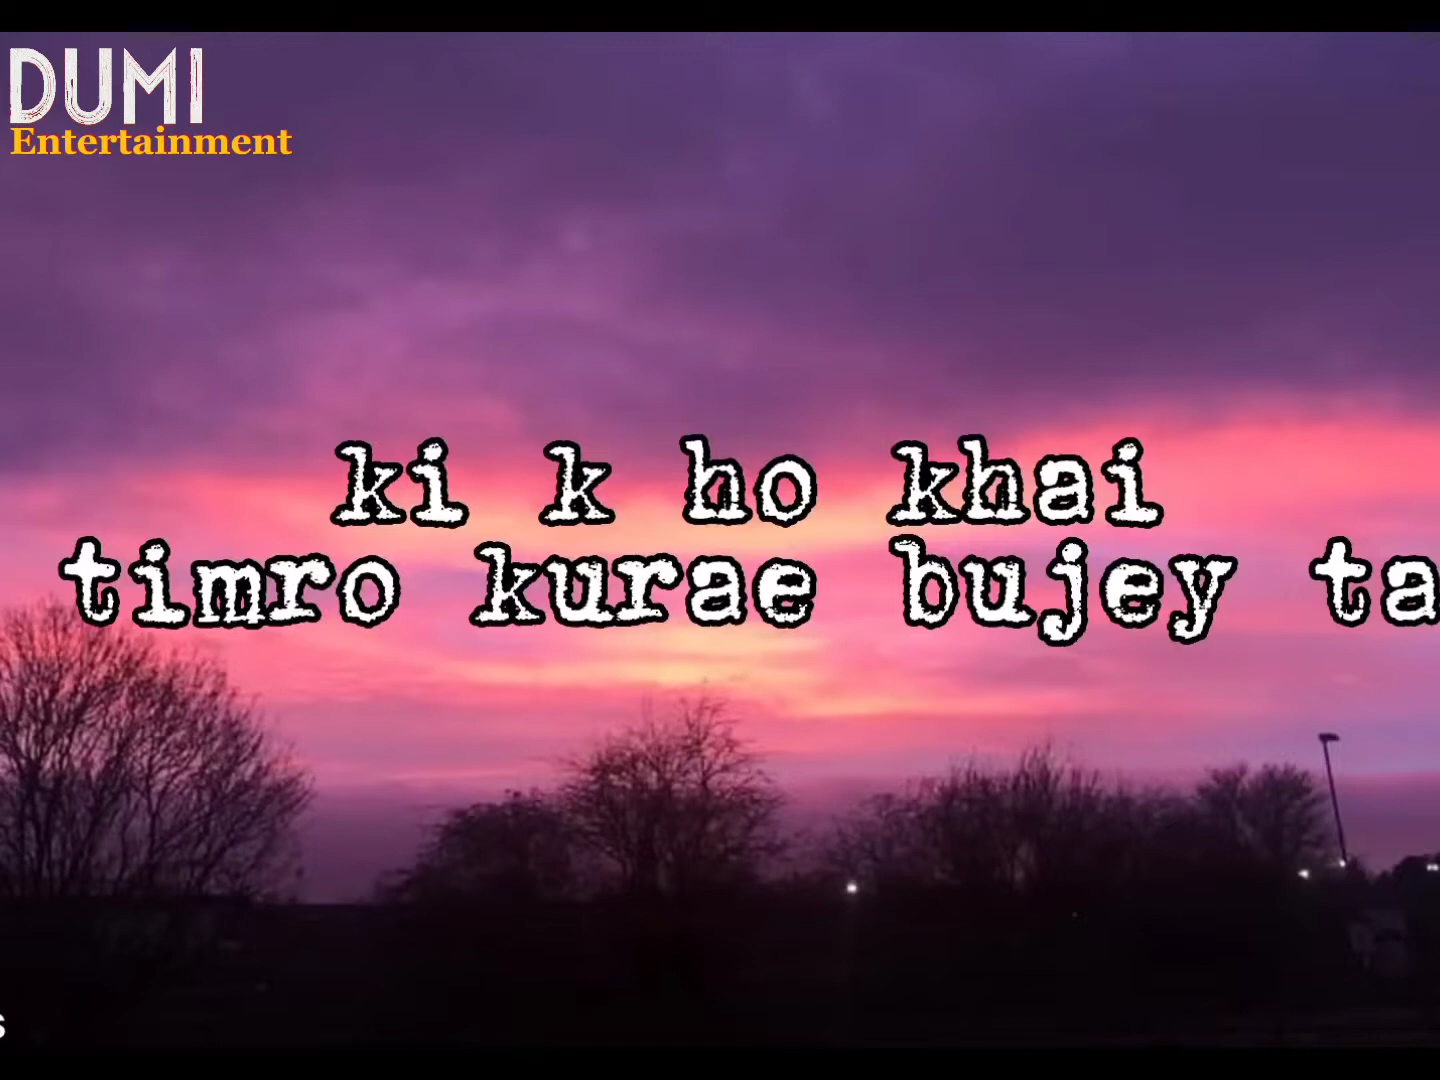 DUMI
Entertainment
ki k ho khai
timro kurae bujey ta
s